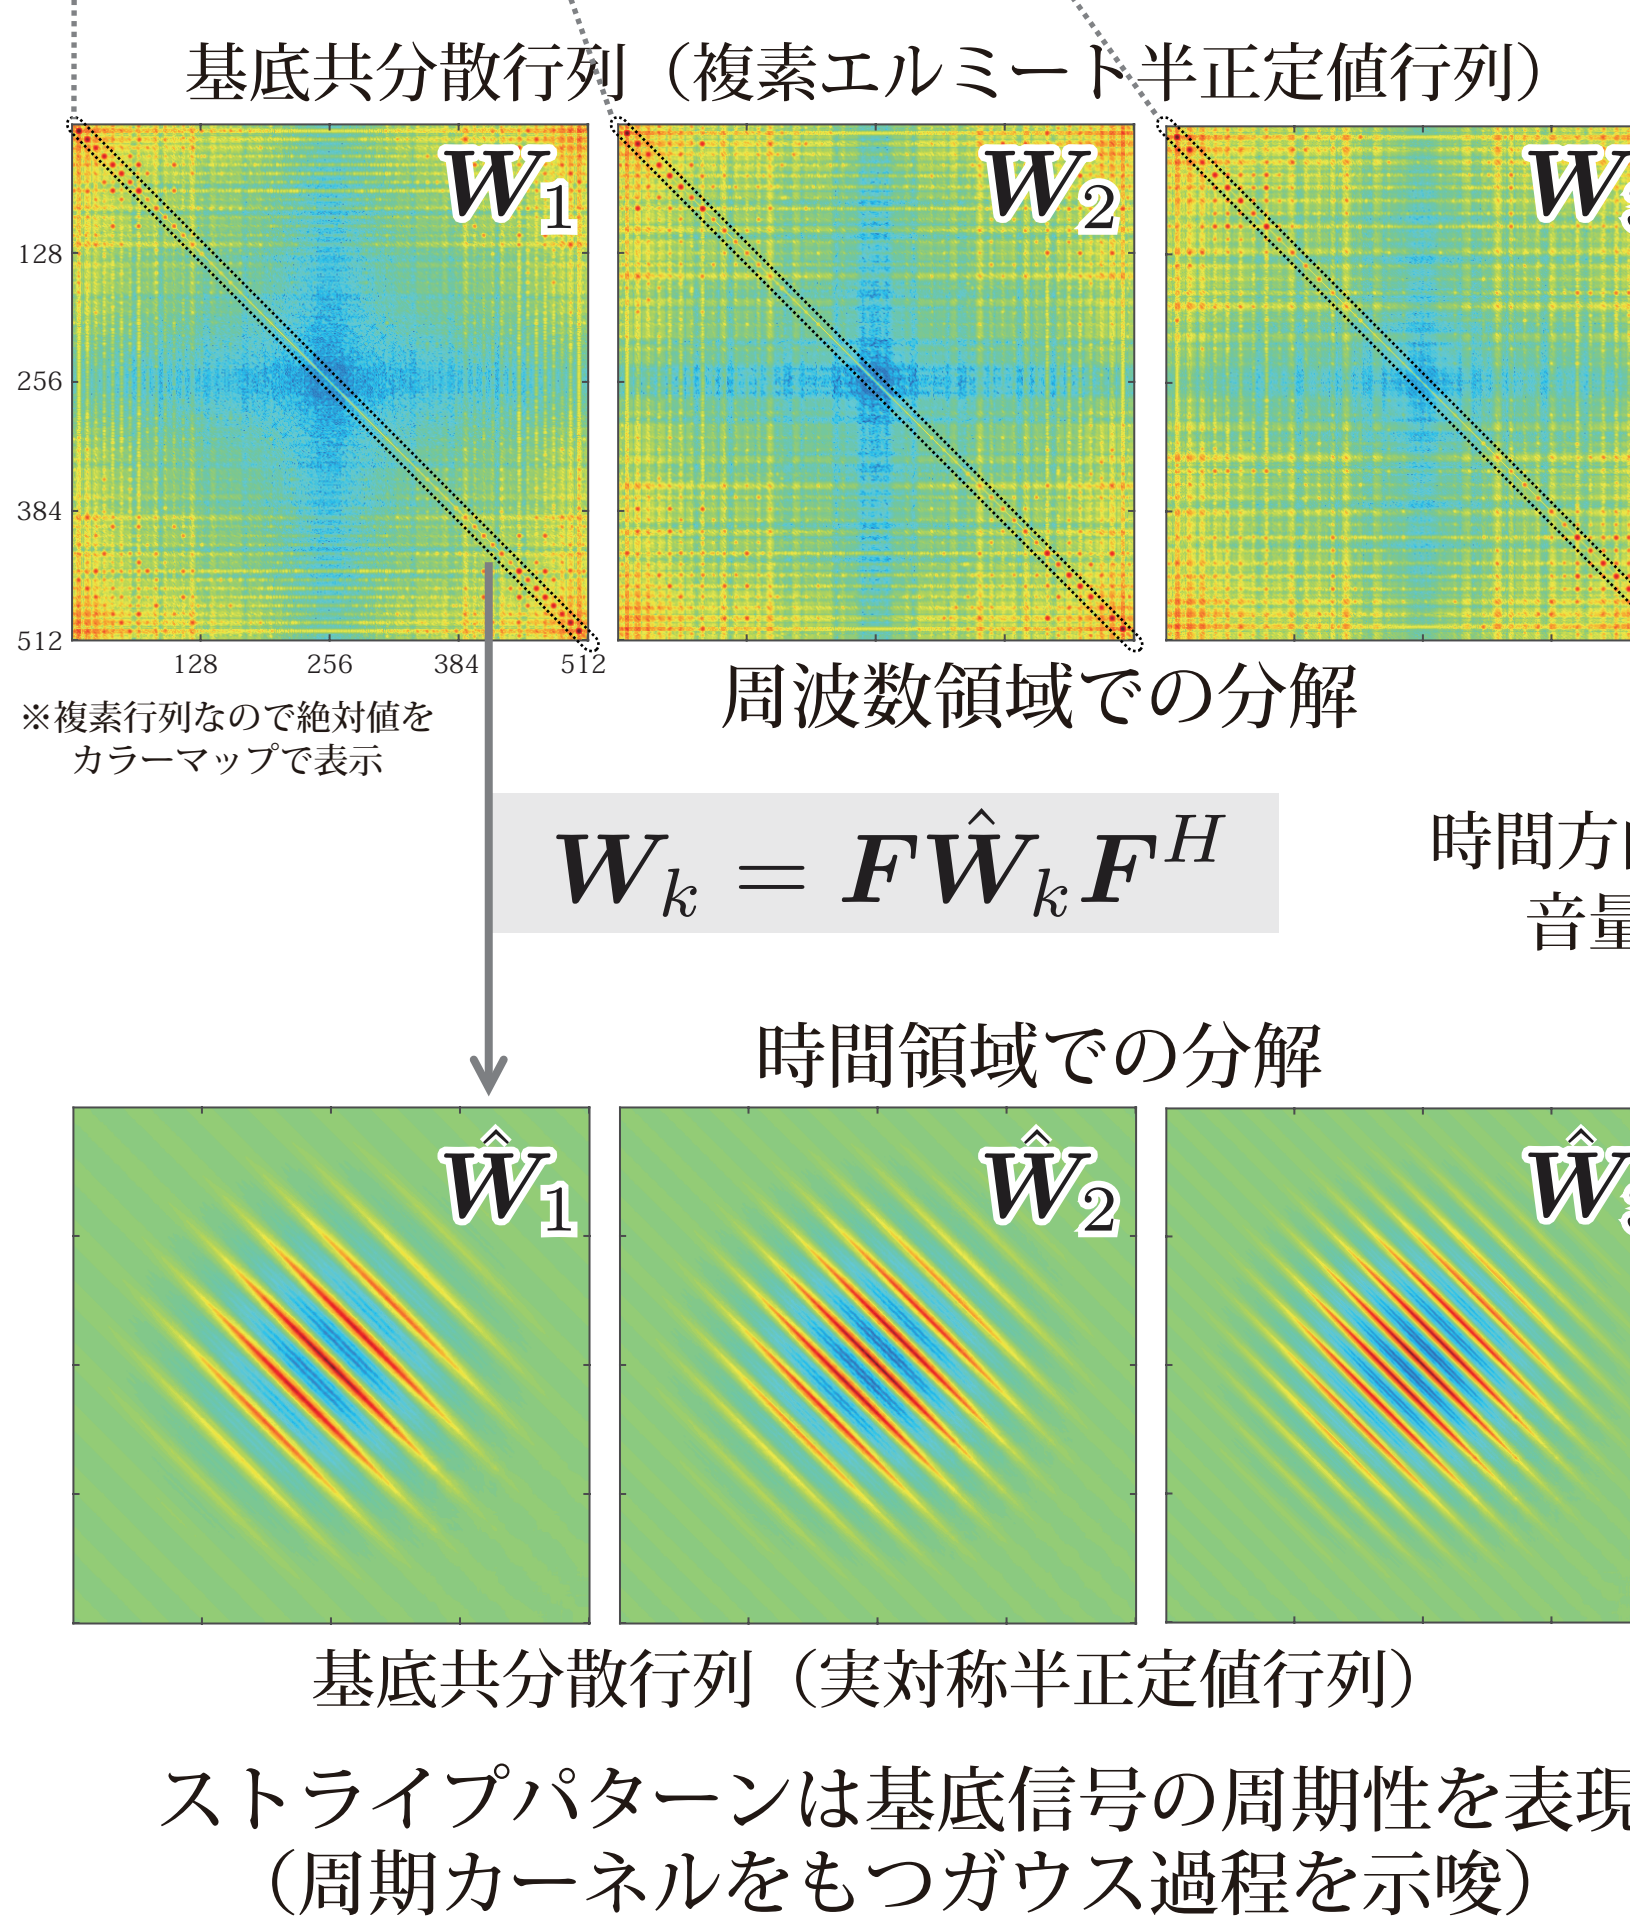 基底共分散行列（複素エルミート半正定値行列）
W₁
W₂
W
128
256
384
512
128 256 384 512
※複素行列なので絶対値を
カラーマップで表示
周波数領域での分解
W_k = FŴ_kF^H
時間方
音量
時間領域での分解
Ŵ₁
Ŵ₂
Ŵ
基底共分散行列（実対称半正定値行列）
ストライプパターンは基底信号の周期性を表現
（周期カーネルをもつガウス過程を示唆）